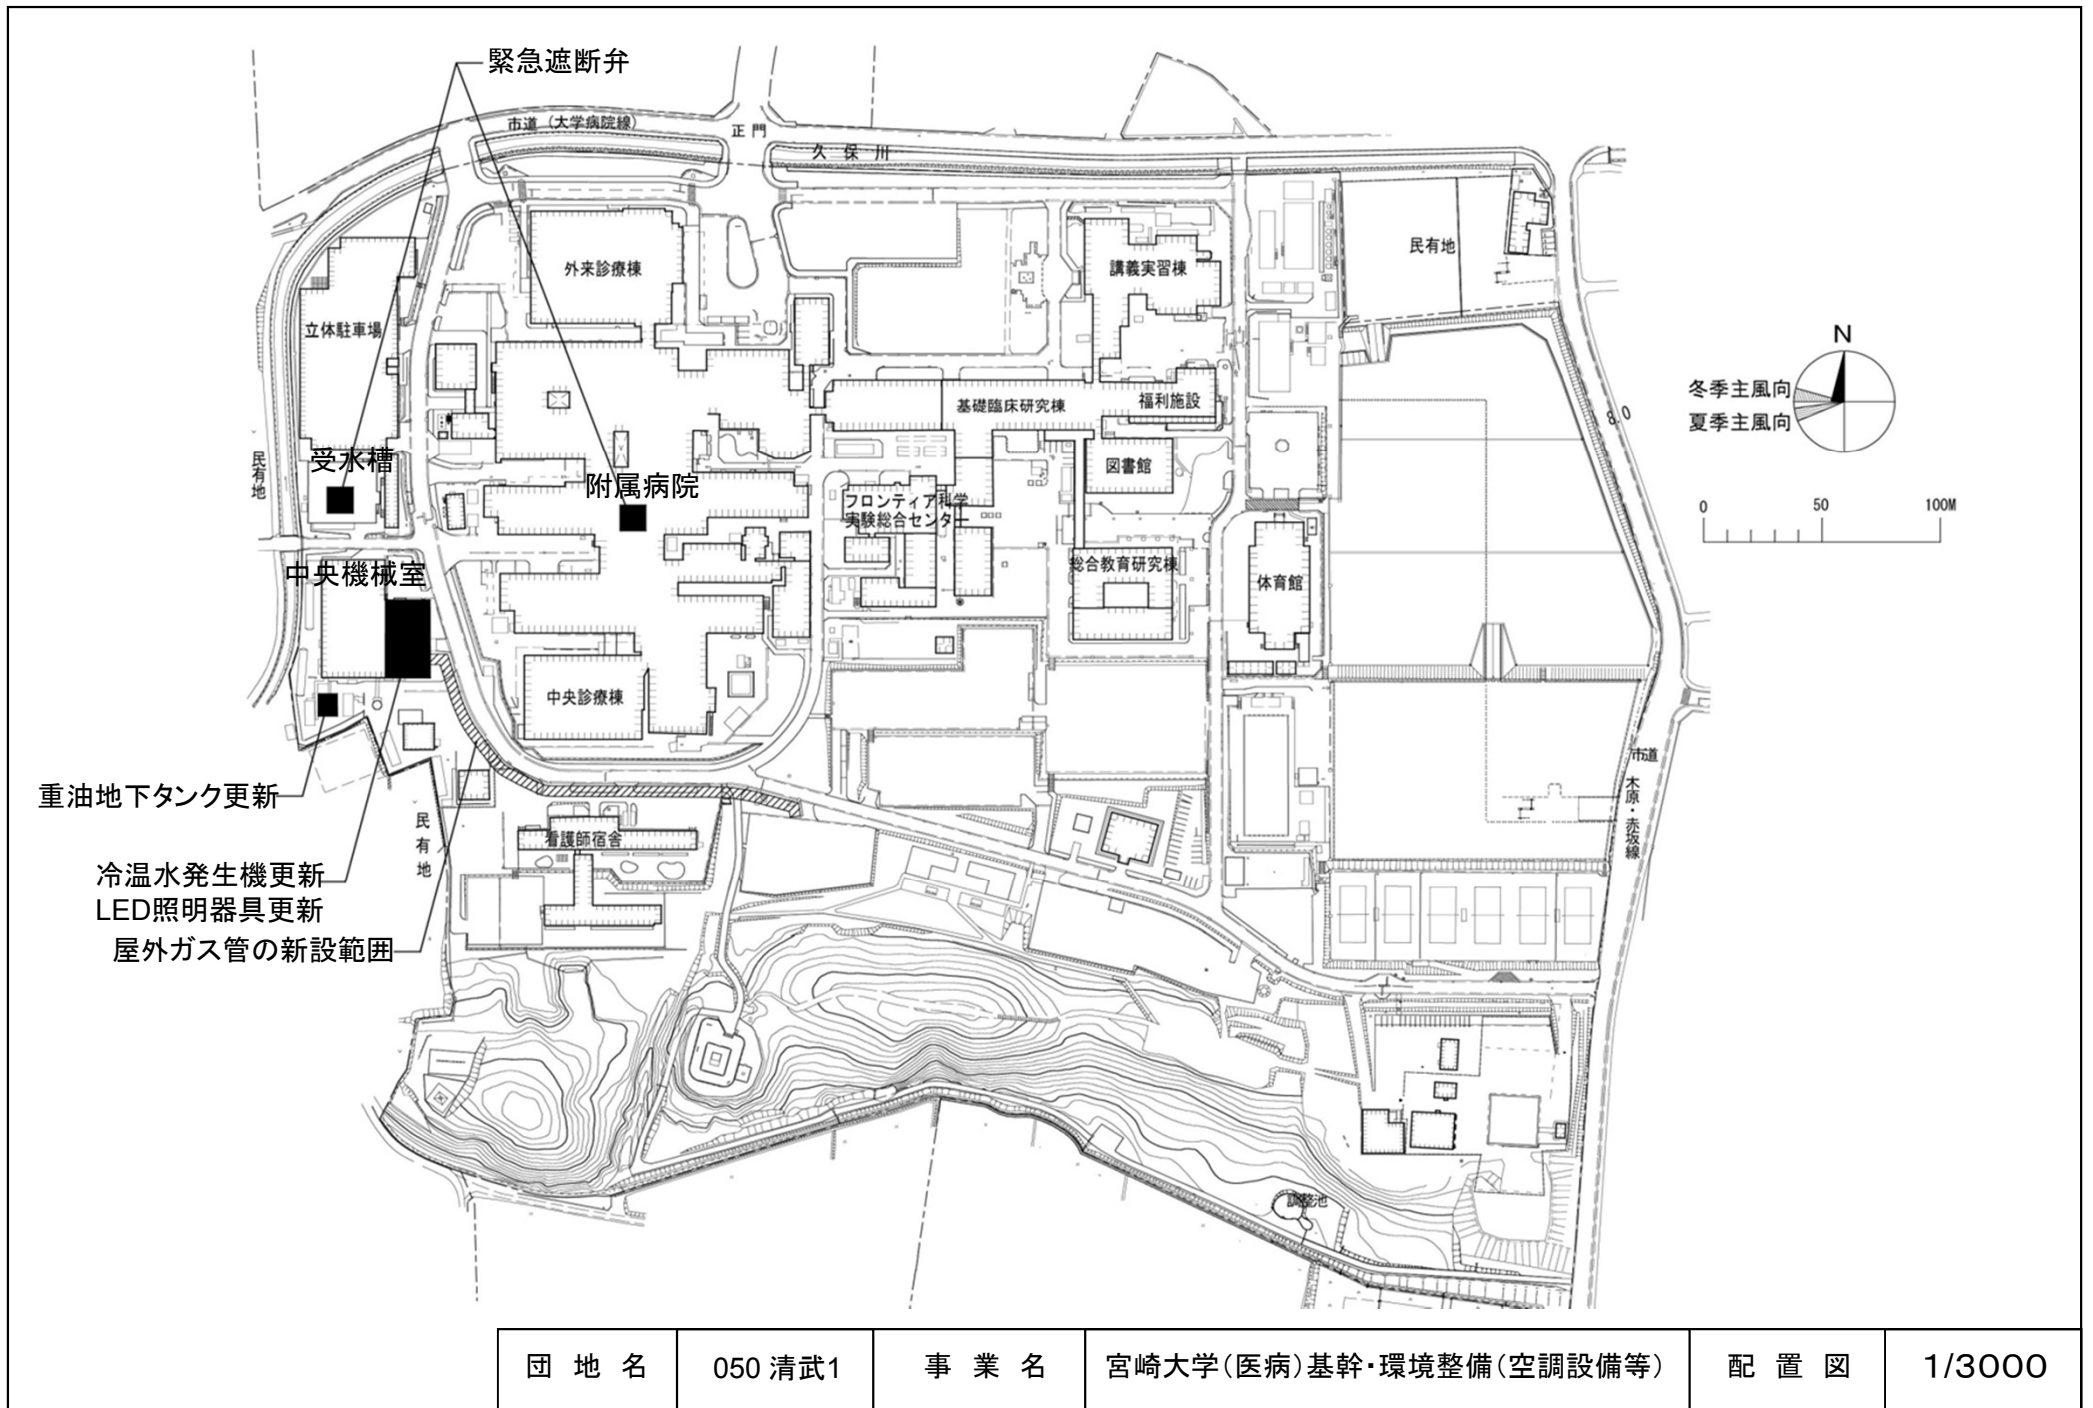 緊急遮断弁
市道（大学病院線）
正門
久保川
外来診療棟
講義実習棟
民有地
立体駐車場
N
冬季主風向
夏季主風向
基礎臨床研究棟
福利施設
80
民有地
受水槽
附属病院
図書館
フロンティア科学
実験総合センター
0 50 100M
中央機械室
総合教育研究棟
体育館
中央診療棟
市道
木原・赤坂線
重油地下タンク更新
民有地
看護師宿舎
冷温水発生機更新
LED照明器具更新
屋外ガス管の新設範囲
調整池
団地名 050 清武1 事業名 宮崎大学（医病）基幹・環境整備（空調設備等） 配置図 1/3000